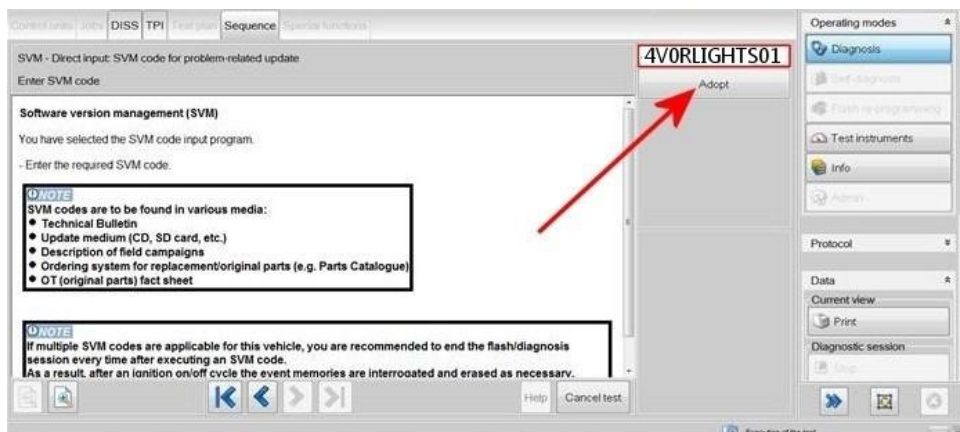 Control units
Jobs
DISS
TPI
Test plan
Sequence
Special functions
SVM - Direct input: SVM code for problem-related update
Enter SVM code
4V0RLIGHTS01
Adopt
Software version management (SVM)
You have selected the SVM code input program.
- Enter the required SVM code.
NOTE
SVM codes are to be found in various media:
● Technical Bulletin
● Update medium (CD, SD card, etc.)
● Description of field campaigns
● Ordering system for replacement/original parts (e.g. Parts Catalogue)
● OT (original parts) fact sheet
NOTE
If multiple SVM codes are applicable for this vehicle, you are recommended to end the flash/diagnosis
session every time after executing an SVM code.
As a result, after an ignition on/off cycle the event memories are interrogated and erased as necessary.
Help
Cancel test
Operating modes
Diagnosis
Self-diagnosis
Flash re-programming
Test instruments
Info
Admin
Protocol
Data
Current view
Print
Diagnostic session
Stop